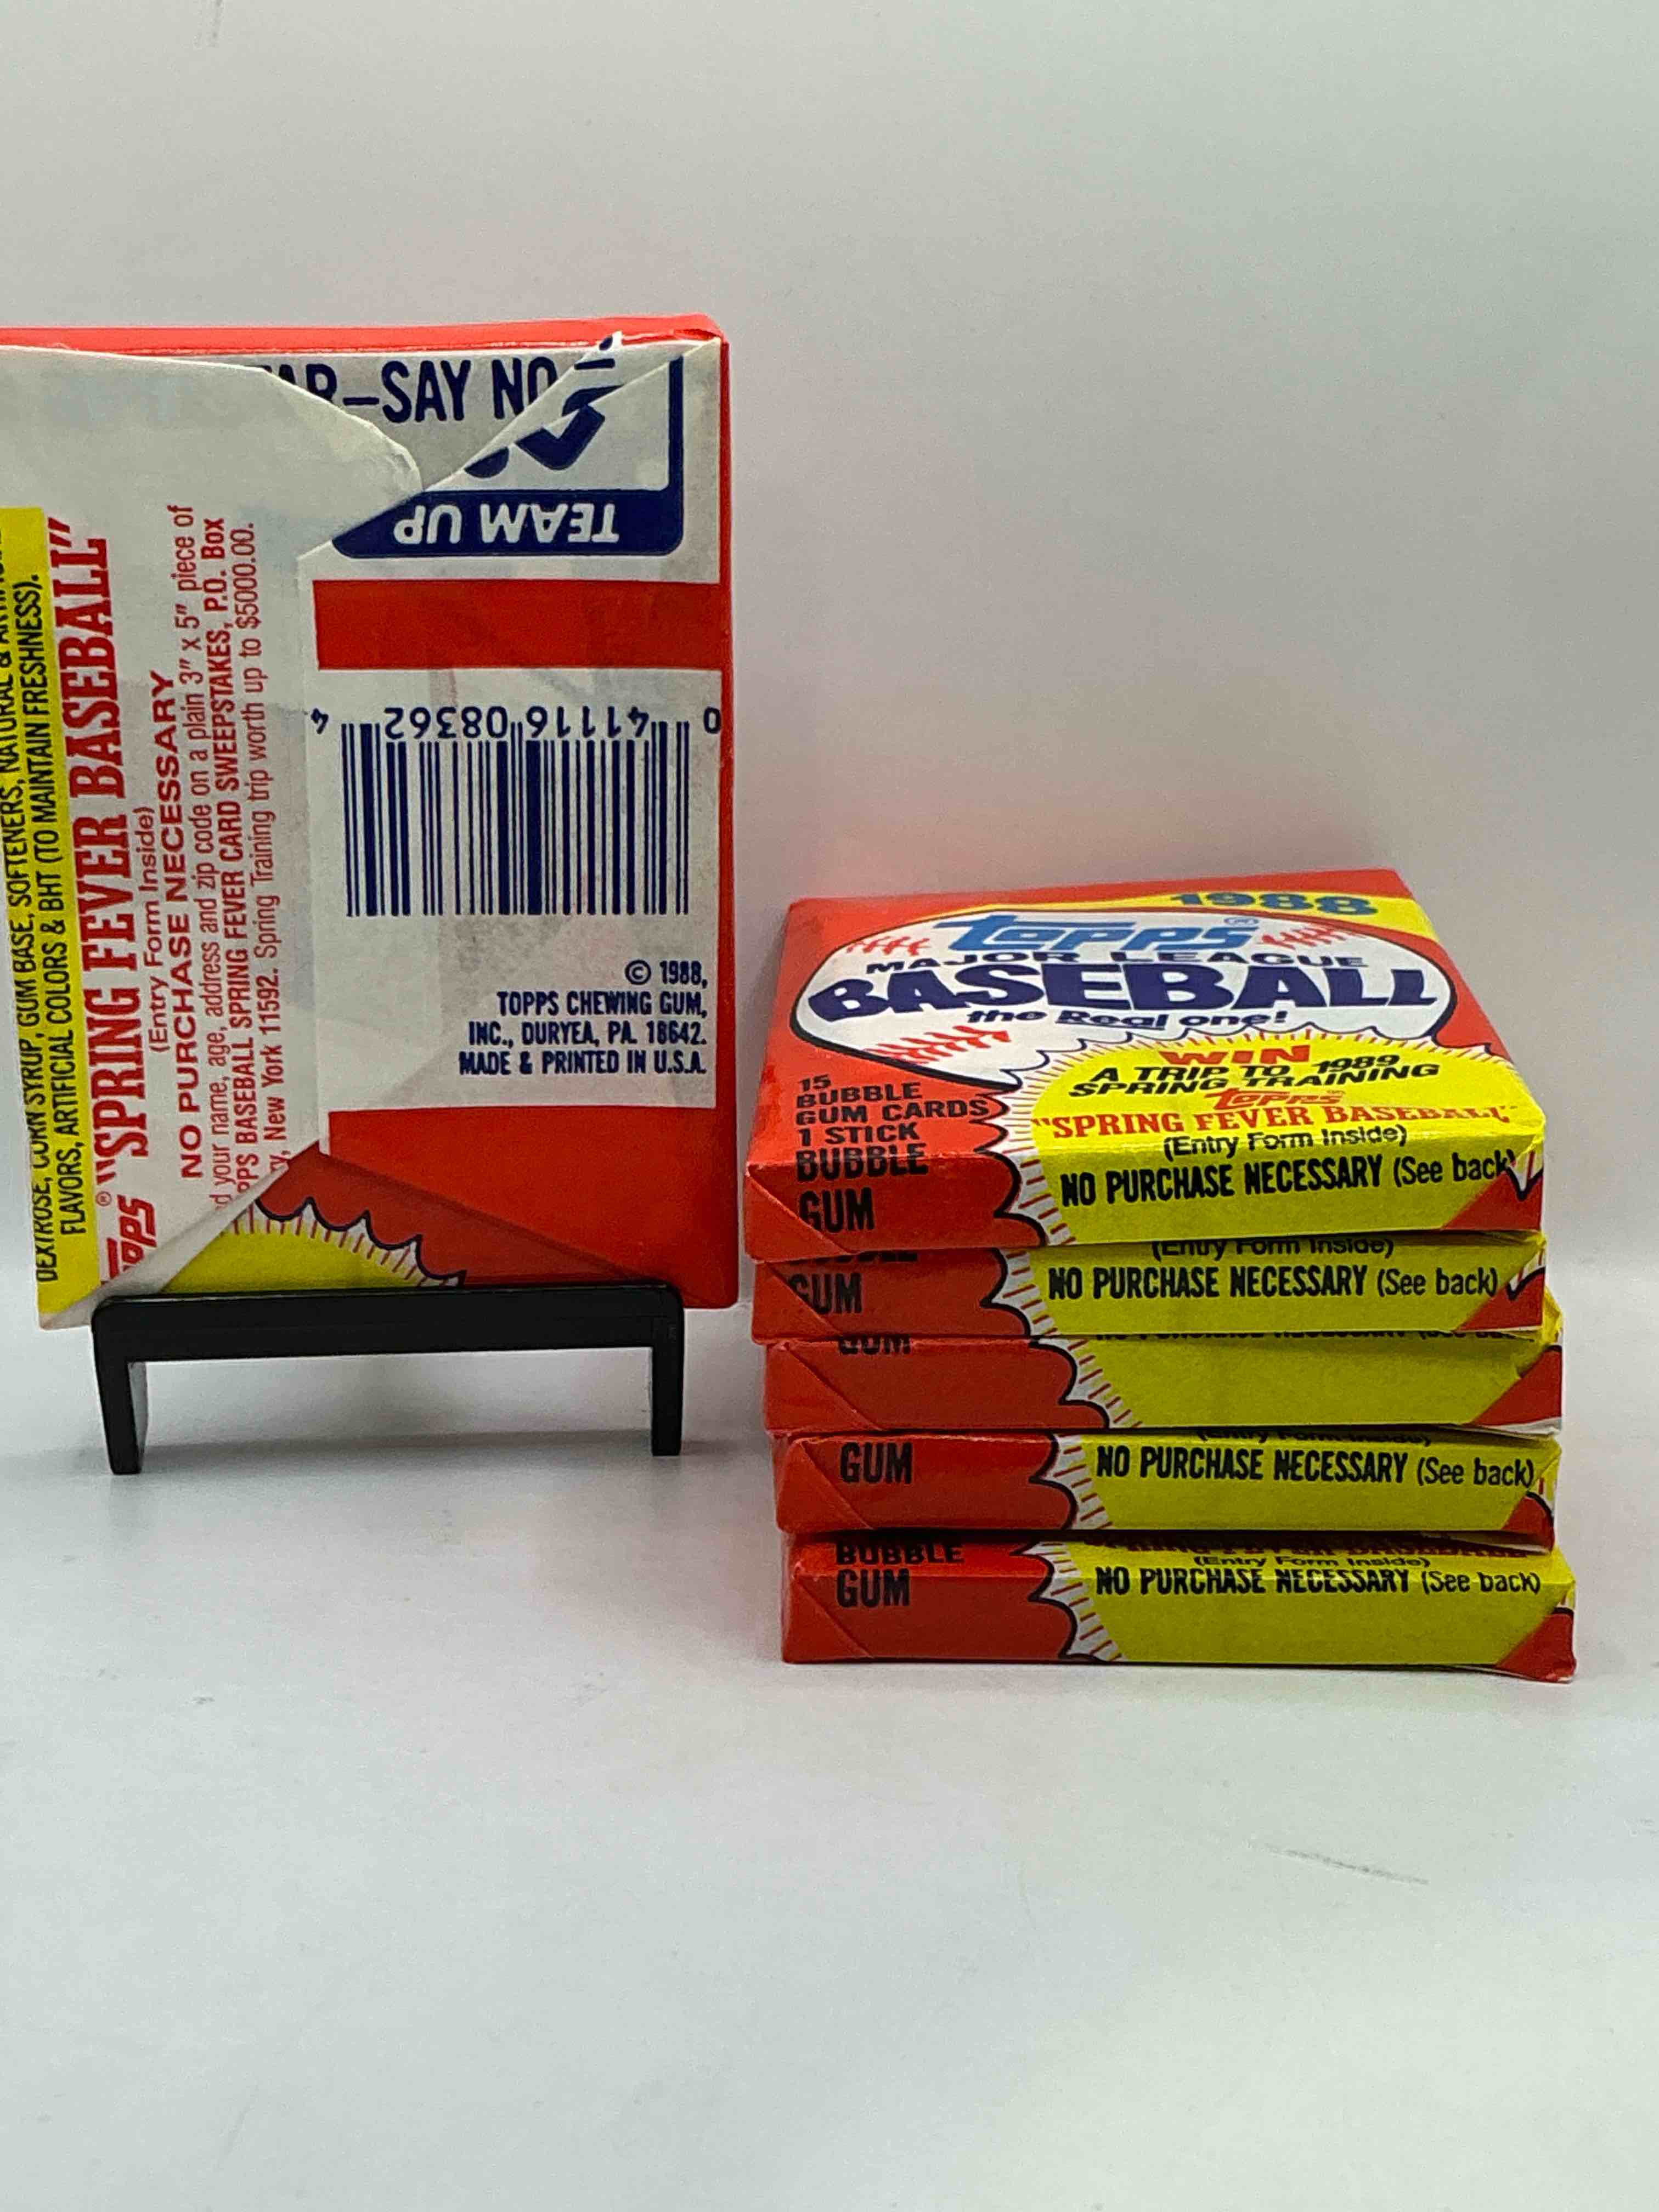 –SAY NO
TEAM UP
DEXTROSE, CORN SYRUP, GUM BASE, SOFTENERS, NATURAL &
FLAVORS, ARTIFICIAL COLORS & BHT (TO MAINTAIN FRESHNESS).
"SPRING FEVER BASEBALL"
(Entry Form Inside)
NO PURCHASE NECESSARY
your name, age, address and zip code on a plain 3" x 5" piece of
BASEBALL SPRING FEVER CARD SWEEPSTAKES, P.O. Box
New York 11592. Spring Training trip worth up to $5000.00.
0 41116 08362 4
© 1988,
TOPPS CHEWING GUM,
INC., DURYEA, PA. 18642.
MADE & PRINTED IN U.S.A.
1988
topps®
MAJOR LEAGUE
BASEBALL
the Real one!
15
BUBBLE
GUM CARDS
1 STICK
BUBBLE
GUM
WIN
A TRIP TO 1989
SPRING TRAINING
Topps
"SPRING FEVER BASEBALL"
(Entry Form Inside)
NO PURCHASE NECESSARY (See back)
GUM
(Entry Form Inside)
NO PURCHASE NECESSARY (See back)
GUM
GUM
(Entry Form Inside)
NO PURCHASE NECESSARY (See back)
BUBBLE
GUM
(Entry Form Inside)
NO PURCHASE NECESSARY (See back)